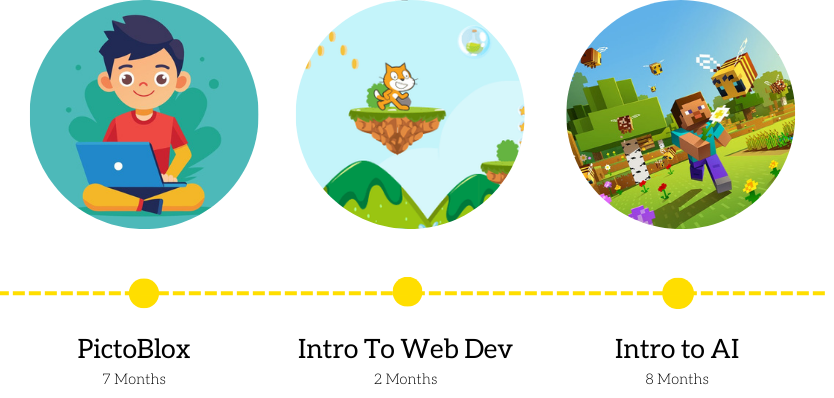 PictoBlox
7 Months
Intro To Web Dev
2 Months
Intro to AI
8 Months